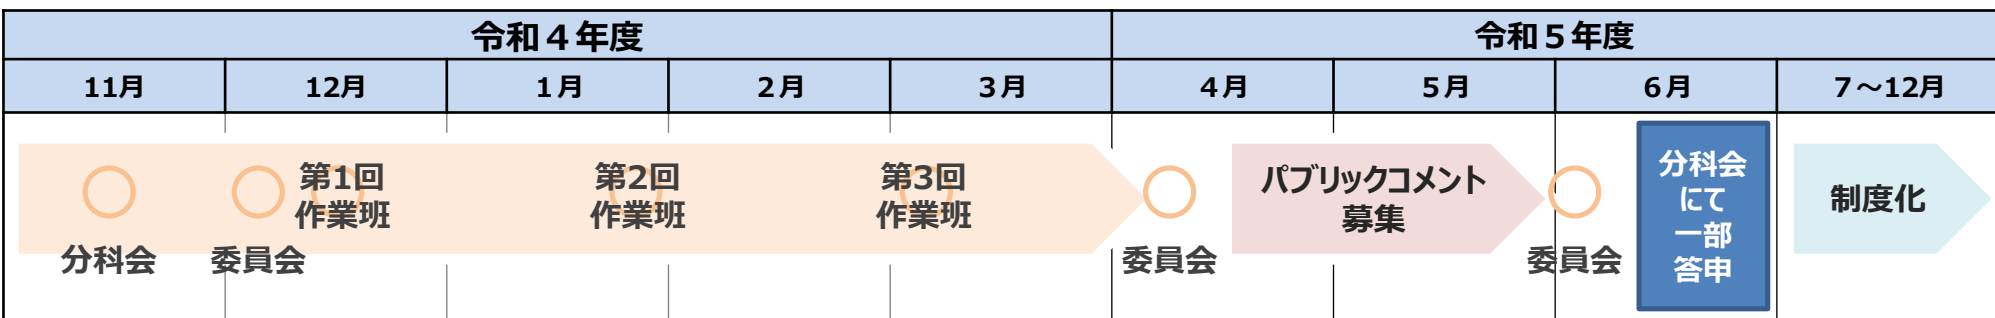 令和４年度
令和５年度
11月
12月
１月
２月
３月
４月
５月
６月
７～12月
分科会
委員会
第1回
作業班
第2回
作業班
第3回
作業班
委員会
パブリックコメント
募集
委員会
分科会
にて
一部
答申
制度化